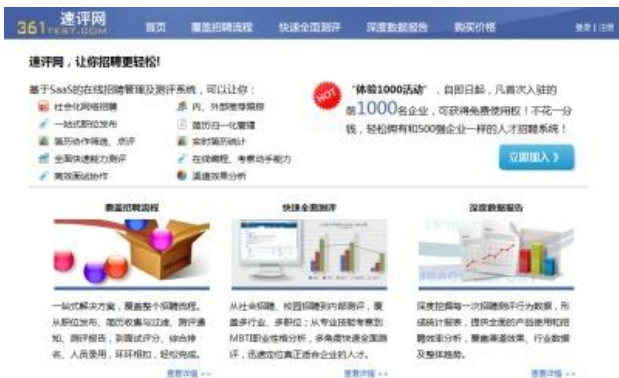 361TEST.COM 速评网 首页 覆盖招聘流程 快速全面测评 深度数据报告 购买价格 登录 | 注册
速评网，让你招聘更轻松!
基于SaaS的在线招聘管理及测评系统，可以让你：
社会化网络招聘 内、外部推荐跟踪
一站式职位发布 简历归一化管理
简历协作筛选、点评 实时简历统计
全面快速能力测评 在线编程、考察动手能力
高效面试协作 渠道效果分析
HOT
“体验1000活动”，自即日起，凡首次入驻的
前1000名企业，可获得免费使用权！不花一分
钱，轻松拥有和500强企业一样的人才招聘系统！
立即加入 》
覆盖招聘流程
一站式解决方案，覆盖整个招聘流程。
从职位发布、简历收集与过滤、测评通
知、测评报告，到面试评分、综合排
名、人员录用，环环相扣，轻松完成。
查看详情 >>
快速全面测评
从社会招聘、校园招聘到内部测评，覆
盖多行业、多职位；从专业技能考察到
MBTI职业性格分析，多角度快速全面测
评，迅速定位真正适合企业的人才。
查看详情 >>
深度数据报告
深度挖掘每一次招聘测评行为数据，形
成统计报表，提供全面的产品使用和招
聘效率分析，覆盖渠道效果、行业数据
及整体趋势。
查看详情 >>